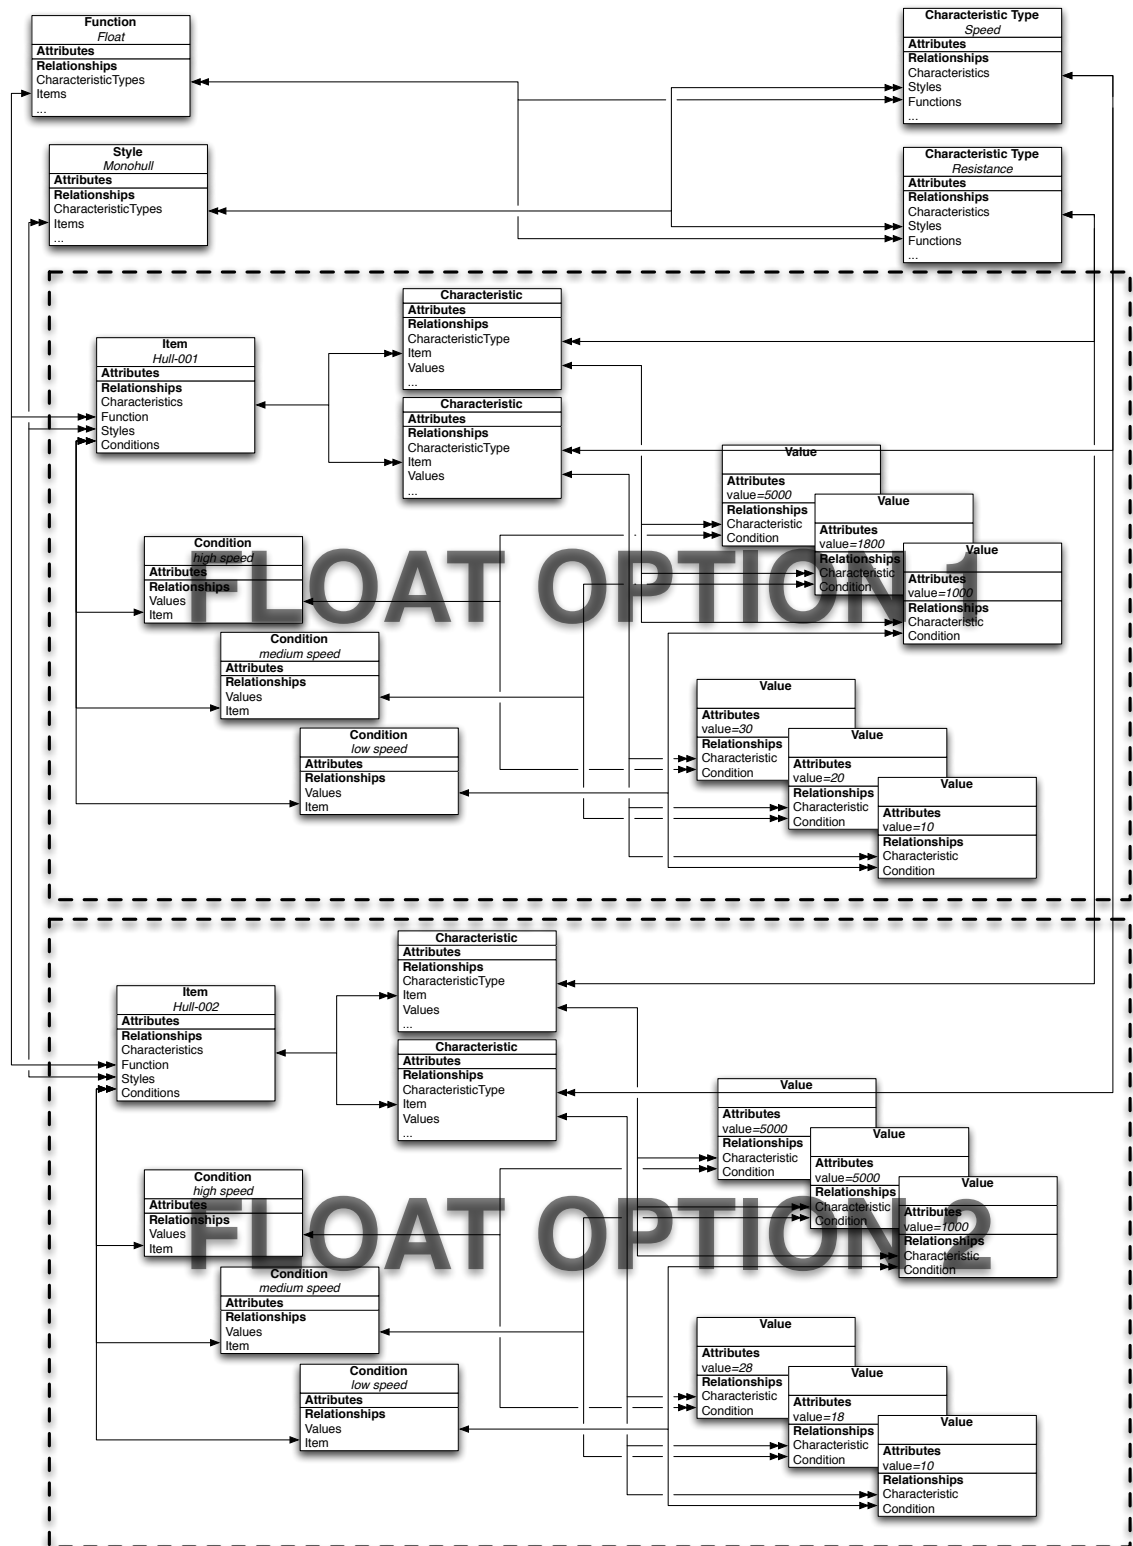 Function
Float
Attributes
Relationships
CharacteristicTypes
Items
...
Characteristic Type
Speed
Attributes
Relationships
Characteristics
Styles
Functions
...
Style
Monohull
Attributes
Relationships
CharacteristicTypes
Items
...
Characteristic Type
Resistance
Attributes
Relationships
Characteristics
Styles
Functions
...
FLOAT OPTION 1
Item
Hull-001
Attributes
Relationships
Characteristics
Function
Styles
Conditions
Characteristic
Attributes
Relationships
CharacteristicType
Item
Values
...
Characteristic
Attributes
Relationships
CharacteristicType
Item
Values
...
Condition
high speed
Attributes
Relationships
Values
Item
Condition
medium speed
Attributes
Relationships
Values
Item
Condition
low speed
Attributes
Relationships
Values
Item
Value
Attributes
value=5000
Relationships
Characteristic
Condition
Value
Attributes
value=1800
Relationships
Characteristic
Condition
Value
Attributes
value=1000
Relationships
Characteristic
Condition
Value
Attributes
value=30
Relationships
Characteristic
Condition
Value
Attributes
value=20
Relationships
Characteristic
Condition
Value
Attributes
value=10
Relationships
Characteristic
Condition
FLOAT OPTION 2
Item
Hull-002
Attributes
Relationships
Characteristics
Function
Styles
Conditions
Characteristic
Attributes
Relationships
CharacteristicType
Item
Values
...
Characteristic
Attributes
Relationships
CharacteristicType
Item
Values
...
Condition
high speed
Attributes
Relationships
Values
Item
Condition
medium speed
Attributes
Relationships
Values
Item
Condition
low speed
Attributes
Relationships
Values
Item
Value
Attributes
value=5000
Relationships
Characteristic
Condition
Value
Attributes
value=5000
Relationships
Characteristic
Condition
Value
Attributes
value=1000
Relationships
Characteristic
Condition
Value
Attributes
value=28
Relationships
Characteristic
Condition
Value
Attributes
value=18
Relationships
Characteristic
Condition
Value
Attributes
value=10
Relationships
Characteristic
Condition